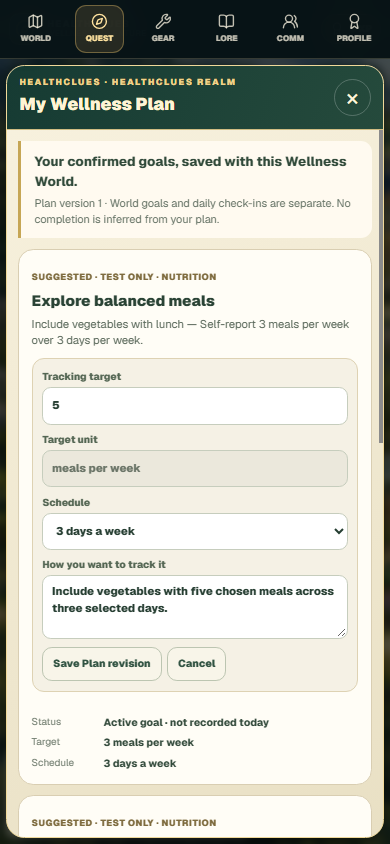 WORLD
QUEST
GEAR
LORE
COMM
PROFILE
HEALTHCLUES · HEALTHCLUES REALM
My Wellness Plan
×
Your confirmed goals, saved with this Wellness
World.
Plan version 1 · World goals and daily check-ins are separate. No
completion is inferred from your plan.
SUGGESTED · TEST ONLY · NUTRITION
Explore balanced meals
Include vegetables with lunch — Self-report 3 meals per week
over 3 days per week.
Tracking target
5
Target unit
meals per week
Schedule
3 days a week
How you want to track it
Include vegetables with five chosen meals across
three selected days.
Save Plan revision
Cancel
Status
Active goal · not recorded today
Target
3 meals per week
Schedule
3 days a week
SUGGESTED · TEST ONLY · NUTRITION